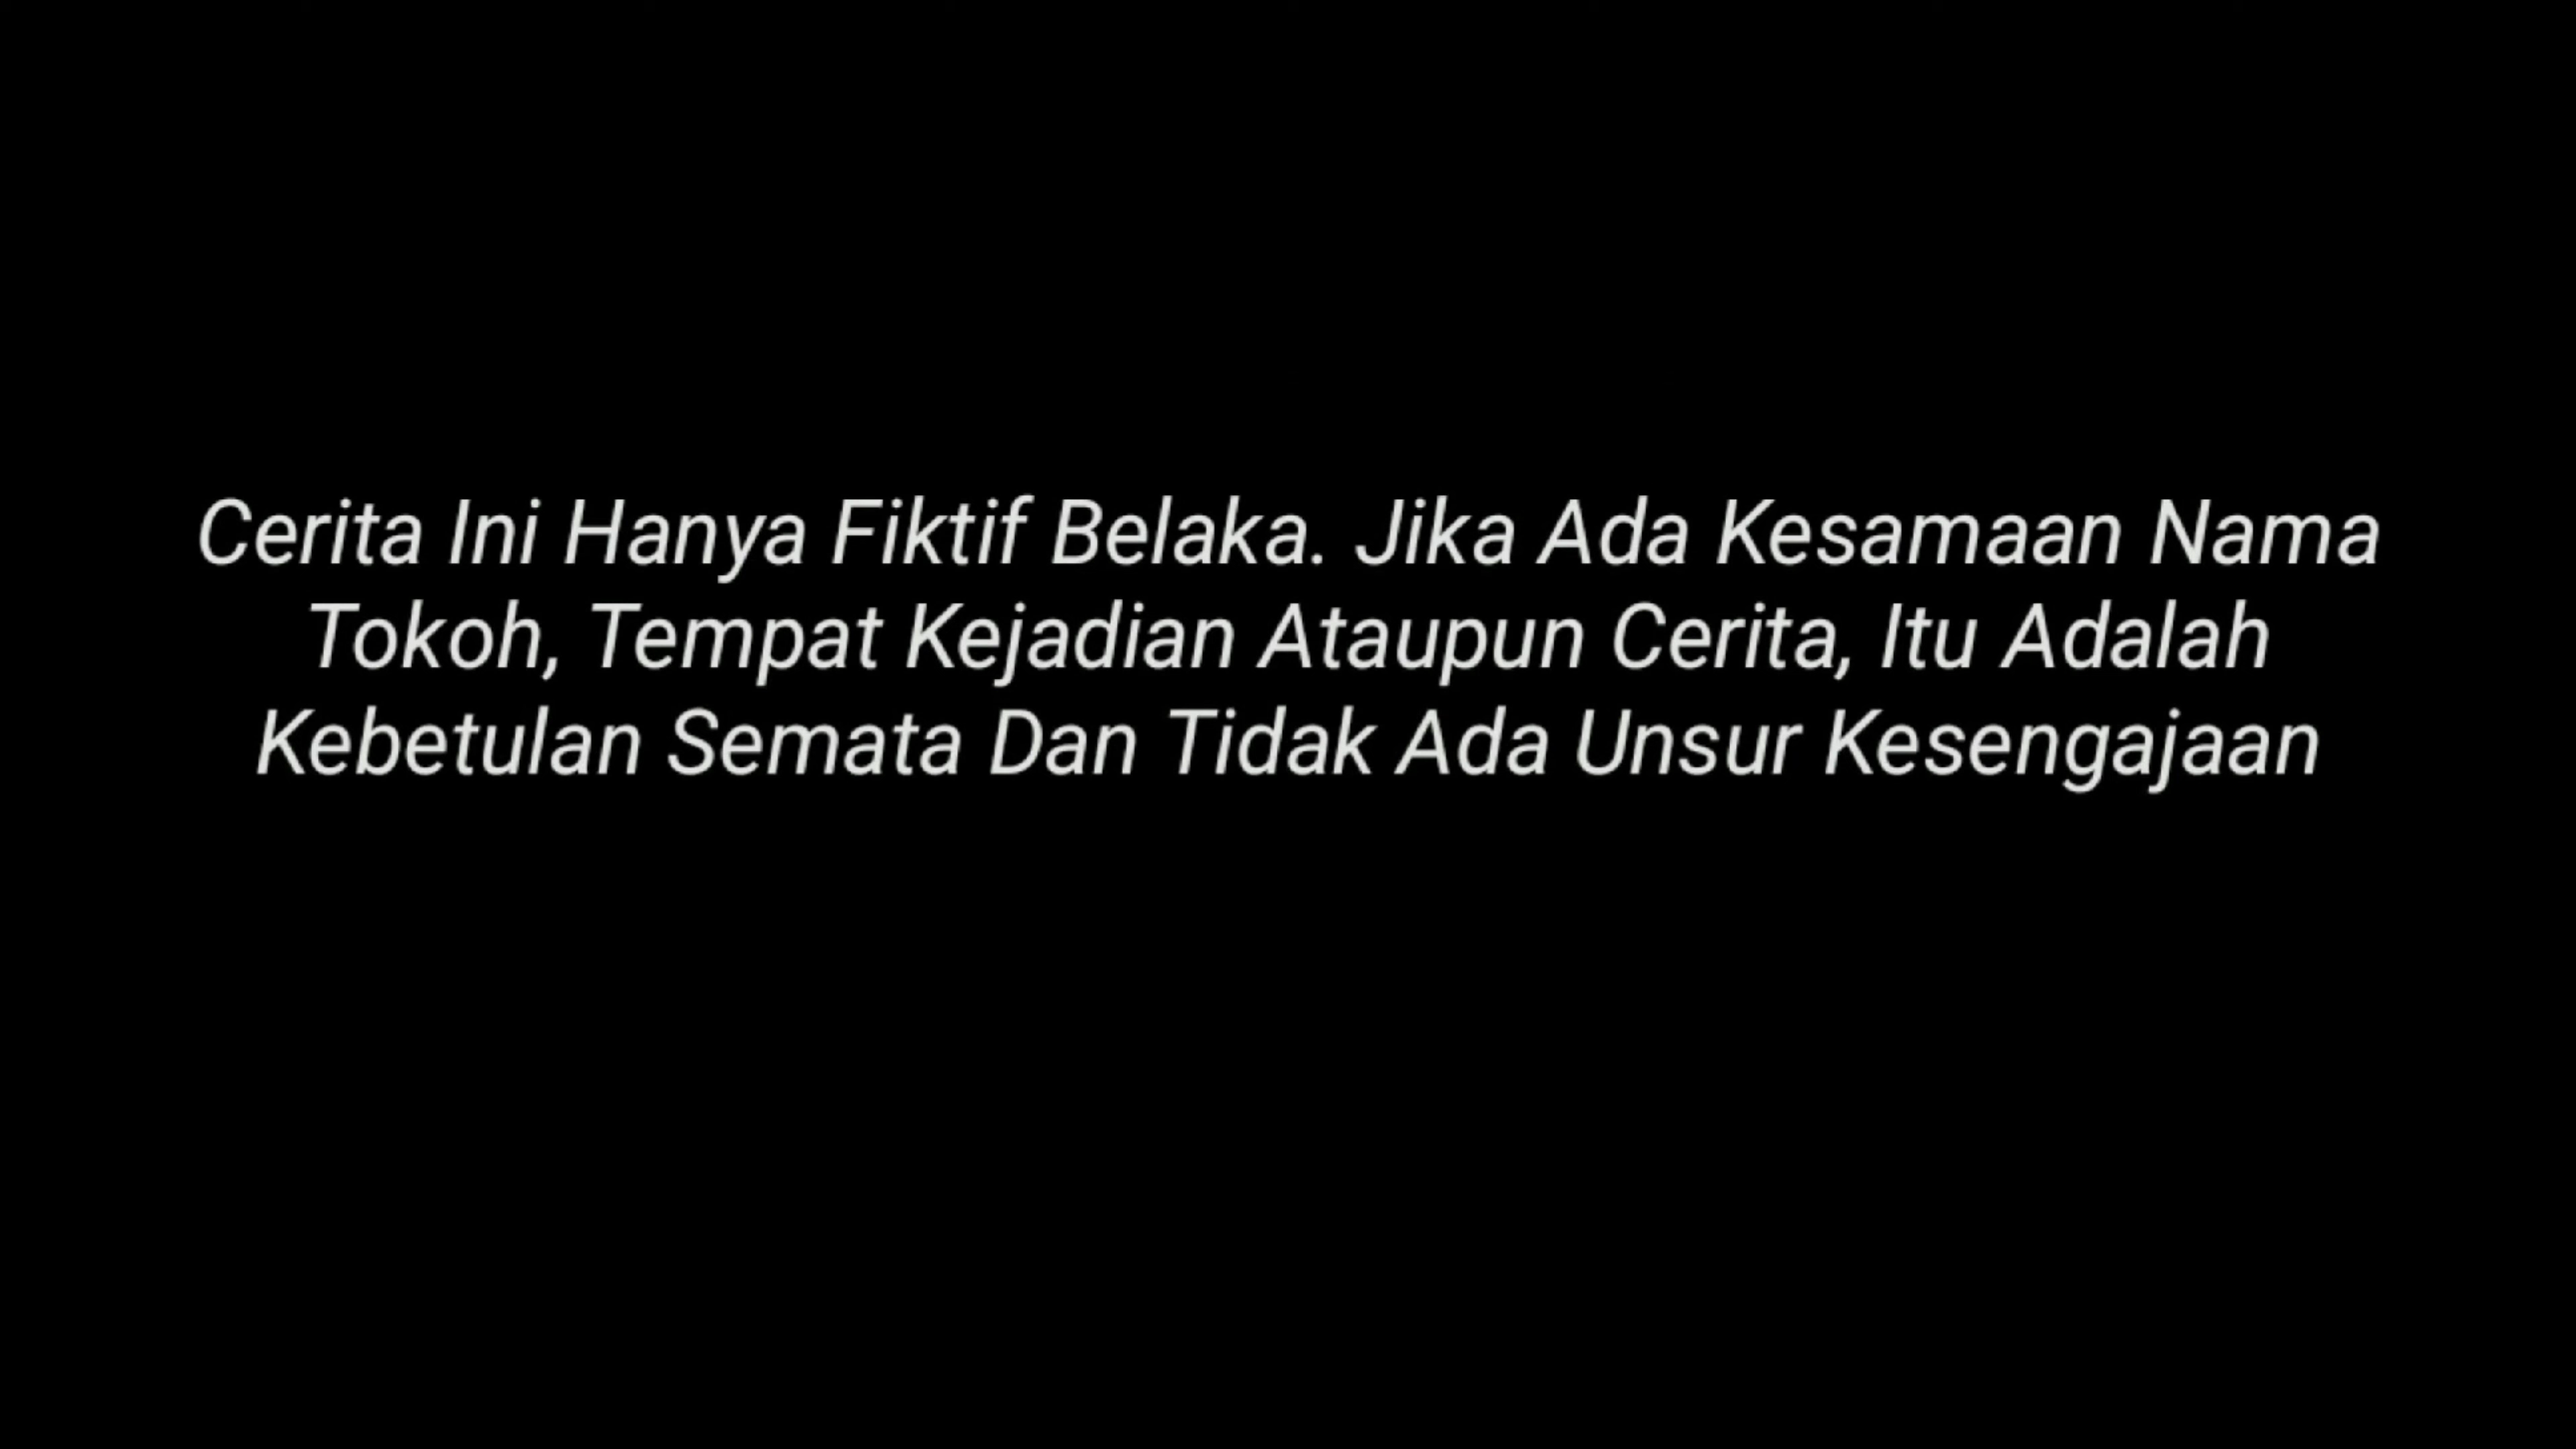 Cerita Ini Hanya Fiktif Belaka. Jika Ada Kesamaan Nama
Tokoh, Tempat Kejadian Ataupun Cerita, Itu Adalah
Kebetulan Semata Dan Tidak Ada Unsur Kesengajaan